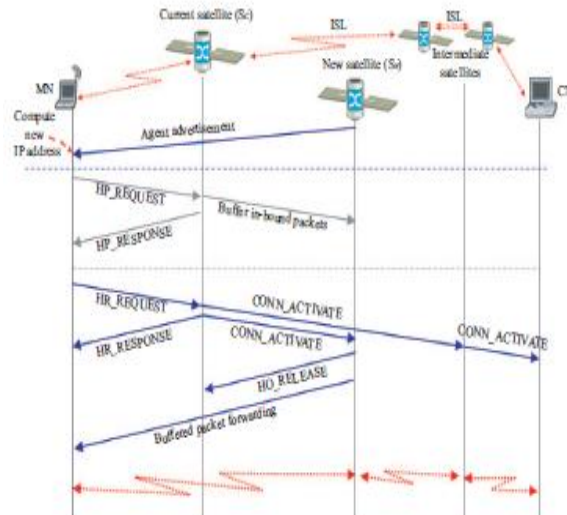 Current satellite (Sc)
ISL
ISL
MN
New satellite (Sn)
Intermediate
satellites
Compute
new
IP address
Agent advertisement
HP_REQUEST
Buffer in-bound packets
HP_RESPONSE
HR_REQUEST
CONN_ACTIVATE
CONN_ACTIVATE
HR_RESPONSE
CONN_ACTIVATE
HO_RELEASE
Buffered packet forwarding